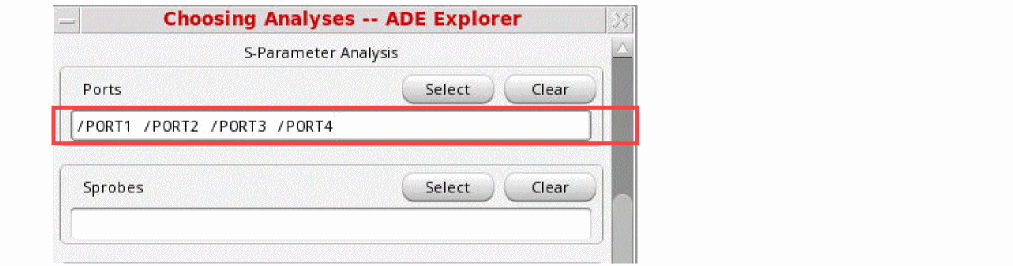 Choosing Analyses -- ADE Explorer
S-Parameter Analysis
Ports Select Clear
/PORT1 /PORT2 /PORT3 /PORT4
Sprobes Select Clear